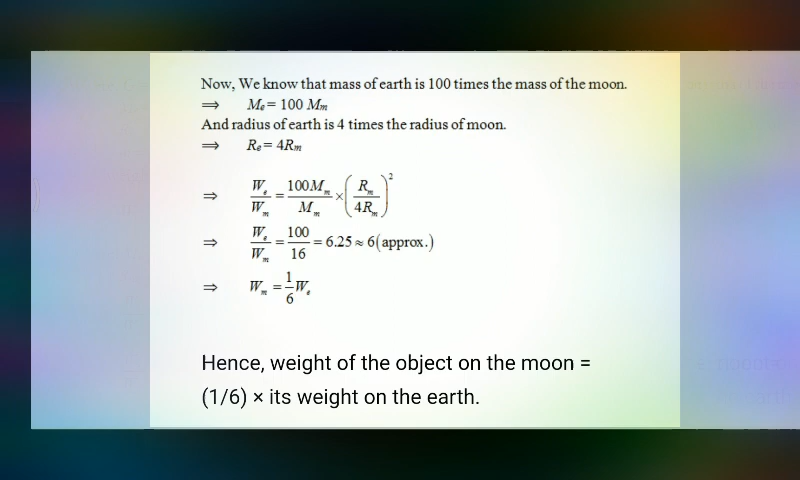 Now, We know that mass of earth is 100 times the mass of the moon.
⟹ Mₑ = 100 Mₘ
And radius of earth is 4 times the radius of moon.
⟹ Rₑ = 4Rₘ
⇒ Wₑ/Wₘ = 100Mₘ/Mₘ × (Rₘ/4Rₘ)²
⇒ Wₑ/Wₘ = 100/16 = 6.25 ≈ 6(approx.)
⇒ Wₘ = 1/6 Wₑ
Hence, weight of the object on the moon =
(1/6) × its weight on the earth.